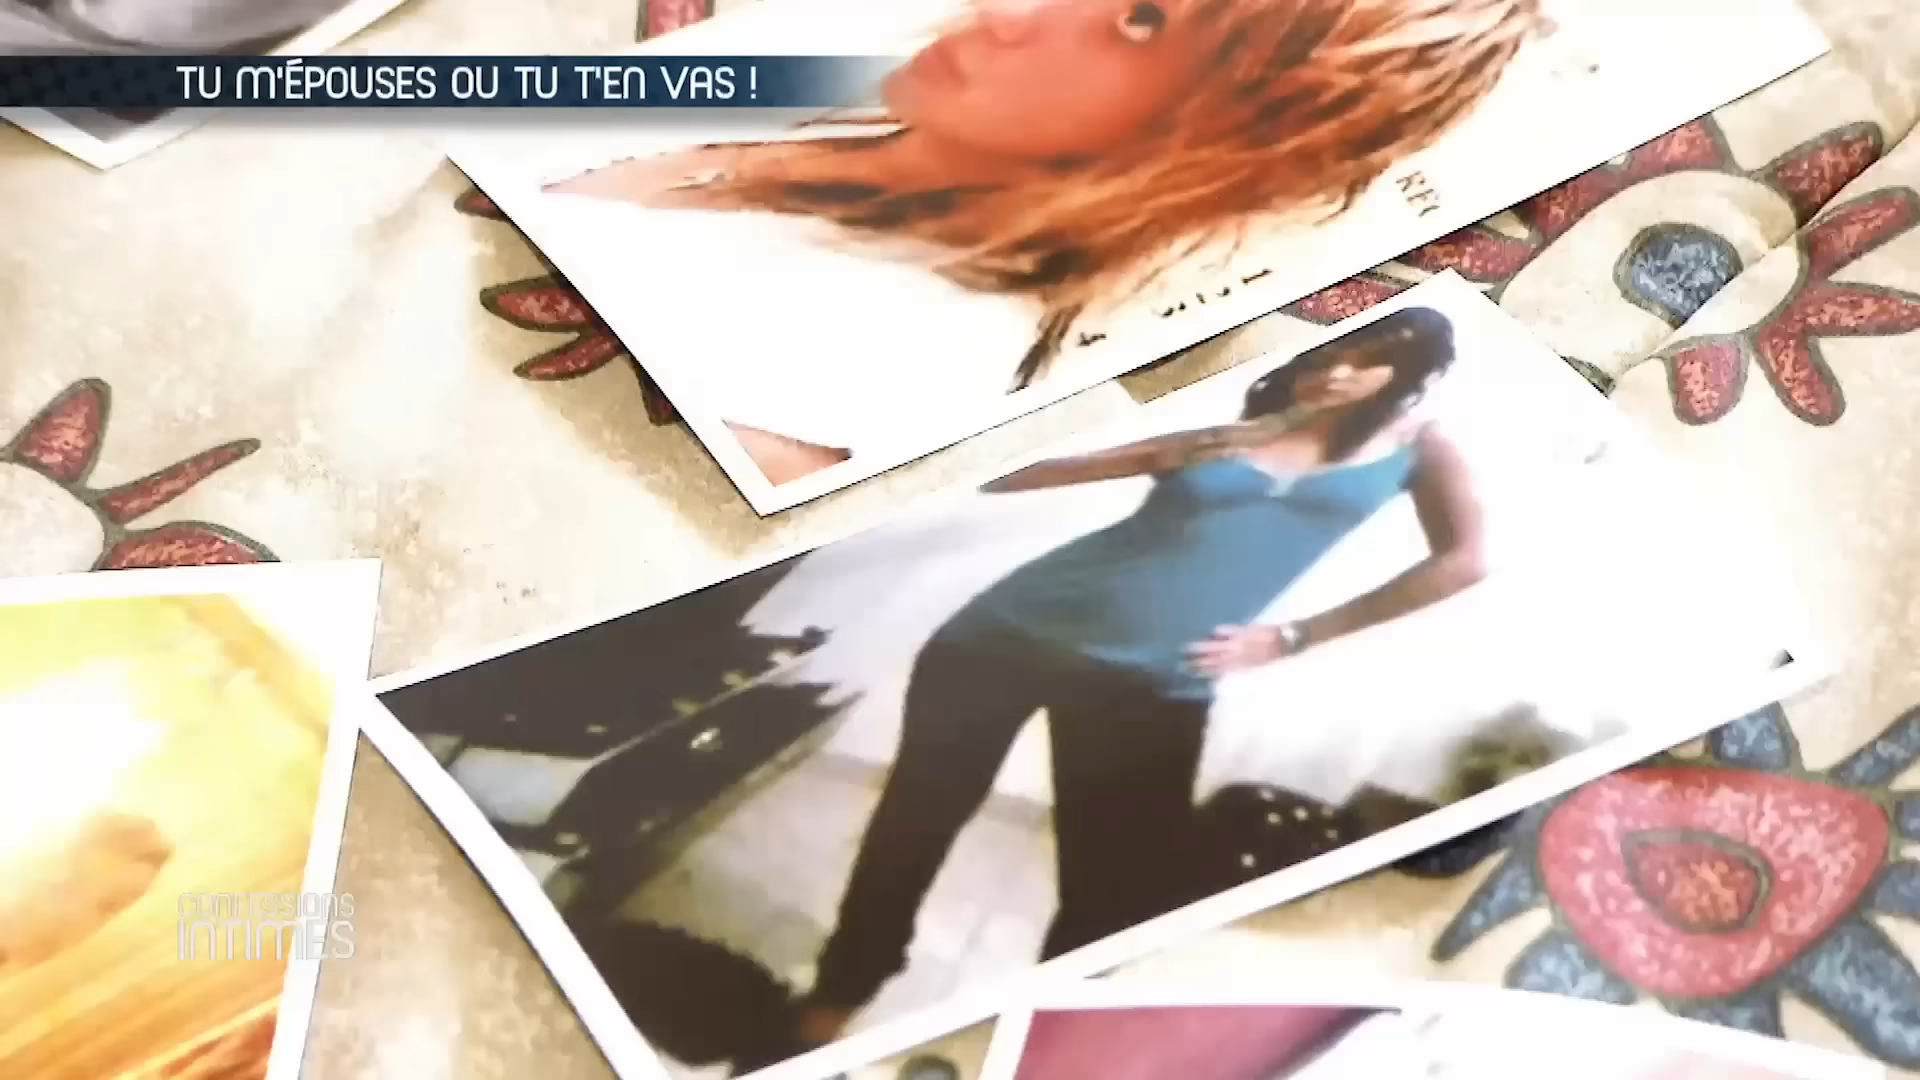 TU M'ÉPOUSES OU TU T'EN VAS !
CONFESSIONS
INTIMES